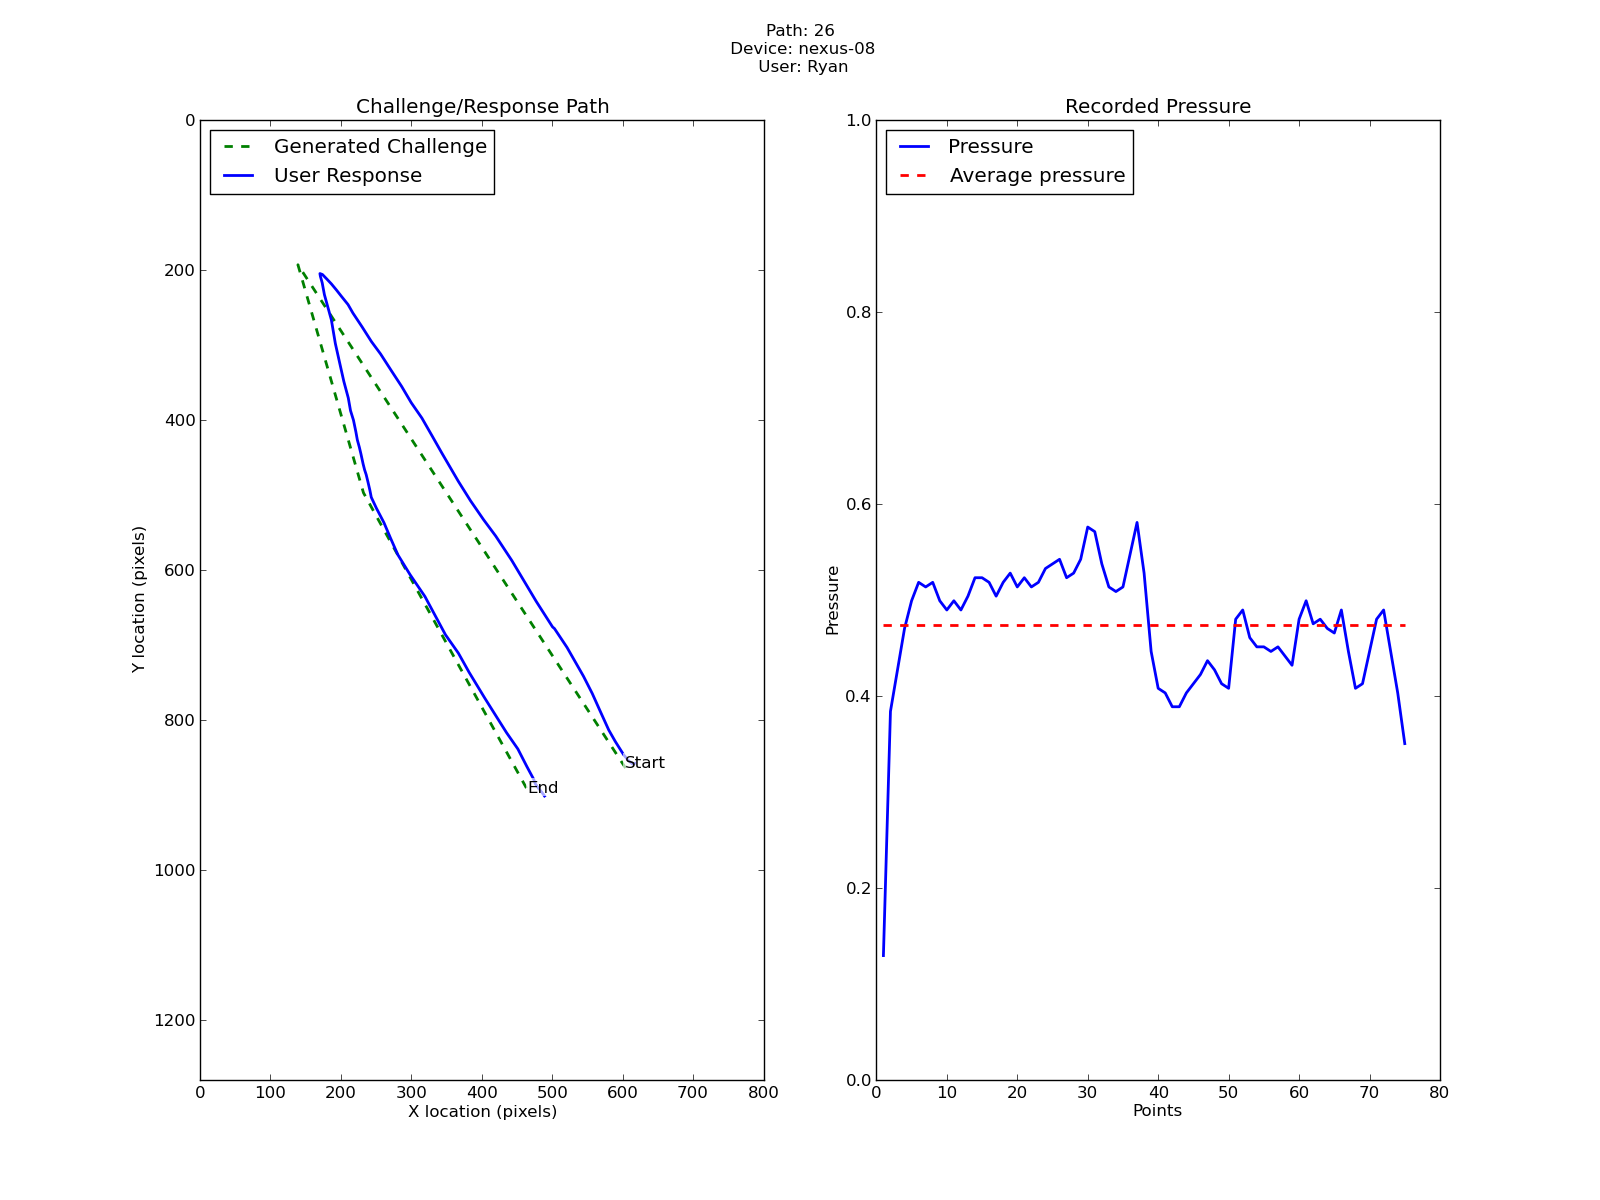 Path: 26
Device: nexus-08
User: Ryan
Challenge/Response Path
Generated Challenge
User Response
0
200
400
600
800
1000
1200
Y location (pixels)
Start
End
0 100 200 300 400 500 600 700 800
X location (pixels)
Recorded Pressure
Pressure
Average pressure
1.0
0.8
0.6
0.4
0.2
0.0
Pressure
0 10 20 30 40 50 60 70 80
Points